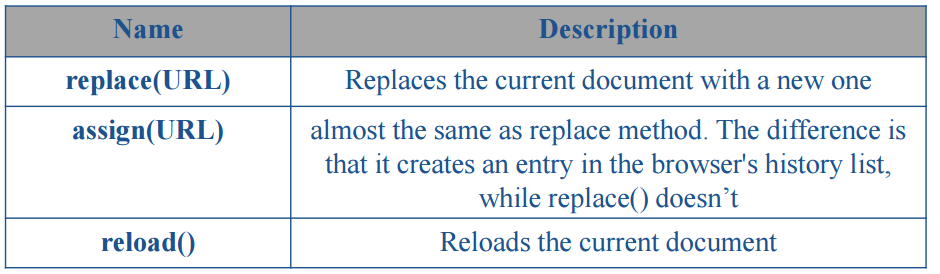 Name Description
replace(URL) Replaces the current document with a new one
assign(URL) almost the same as replace method. The difference is
that it creates an entry in the browser's history list,
while replace() doesn’t
reload() Reloads the current document